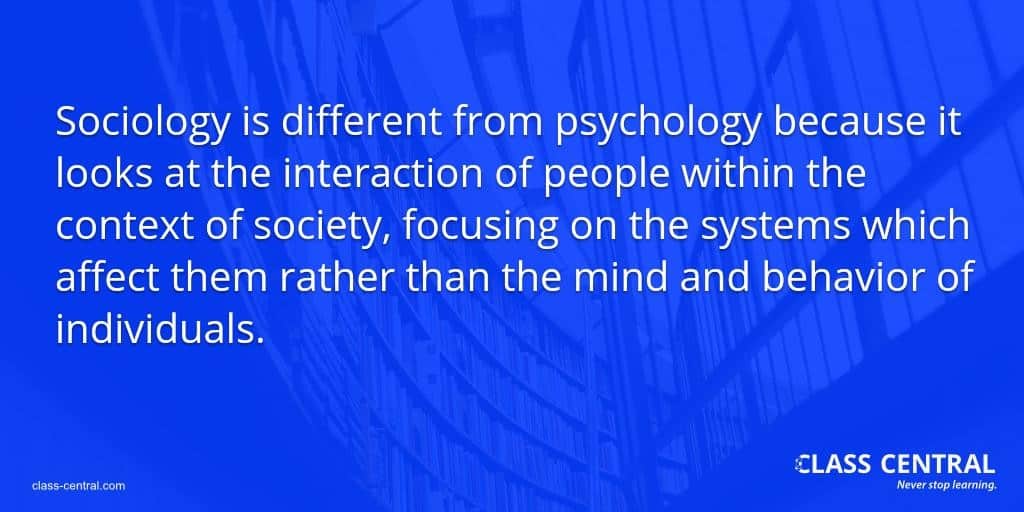 Sociology is different from psychology because it
looks at the interaction of people within the
context of society, focusing on the systems which
affect them rather than the mind and behavior of
individuals.
CLASS CENTRAL
Never stop learning.
class-central.com